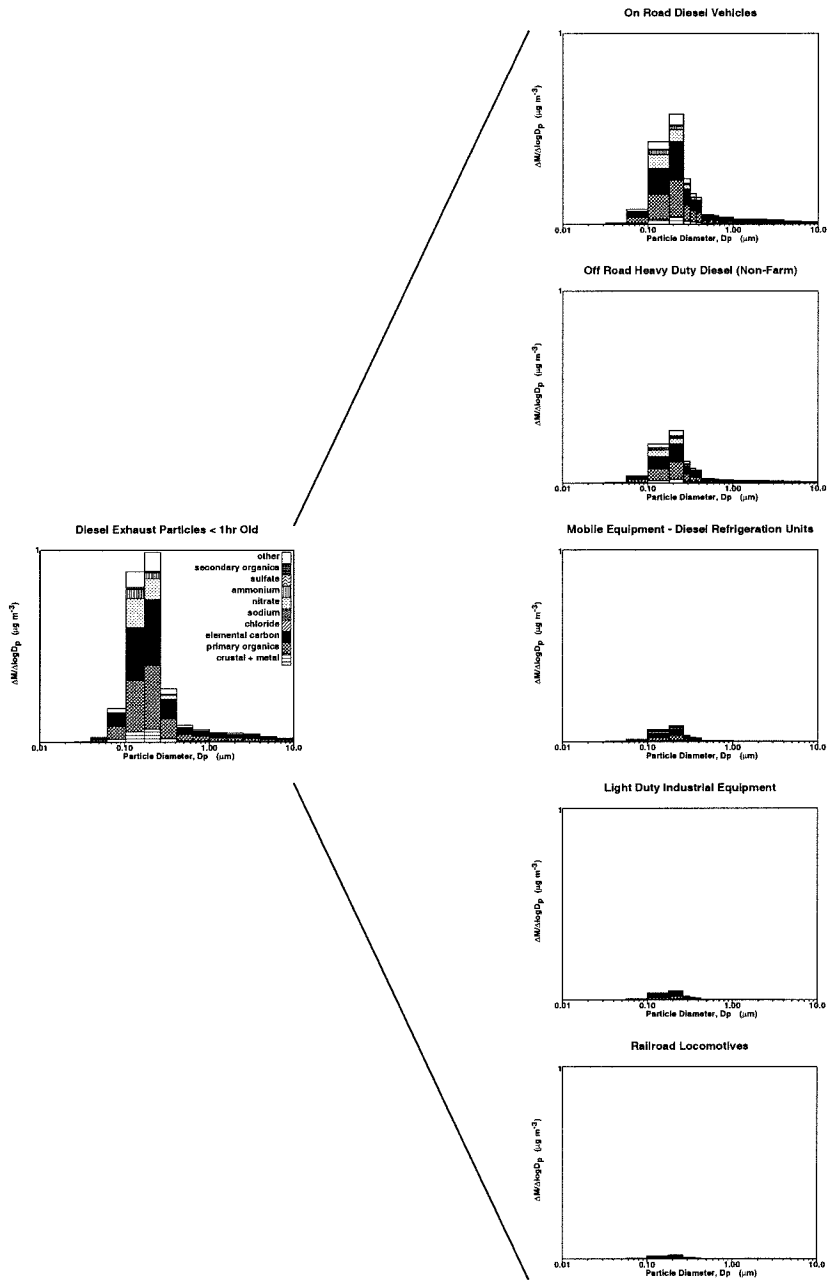 On Road Diesel Vehicles
1
ΔM/ΔlogDp (μg m-3)
0.01 0.10 1.00 10.0
Particle Diameter, Dp (μm)
Off Road Heavy Duty Diesel (Non-Farm)
1
ΔM/ΔlogDp (μg m-3)
0.01 0.10 1.00 10.0
Particle Diameter, Dp (μm)
Diesel Exhaust Particles < 1hr Old
1
ΔM/ΔlogDp (μg m-3)
other
secondary organics
sulfate
ammonium
nitrate
sodium
chloride
elemental carbon
primary organics
crustal + metal
0.01 0.10 1.00 10.0
Particle Diameter, Dp (μm)
Mobile Equipment - Diesel Refrigeration Units
1
ΔM/ΔlogDp (μg m-3)
0.01 0.10 1.00 10.0
Particle Diameter, Dp (μm)
Light Duty Industrial Equipment
1
ΔM/ΔlogDp (μg m-3)
0.01 0.10 1.00 10.0
Particle Diameter, Dp (μm)
Railroad Locomotives
1
ΔM/ΔlogDp (μg m-3)
0.01 0.10 1.00 10.0
Particle Diameter, Dp (μm)